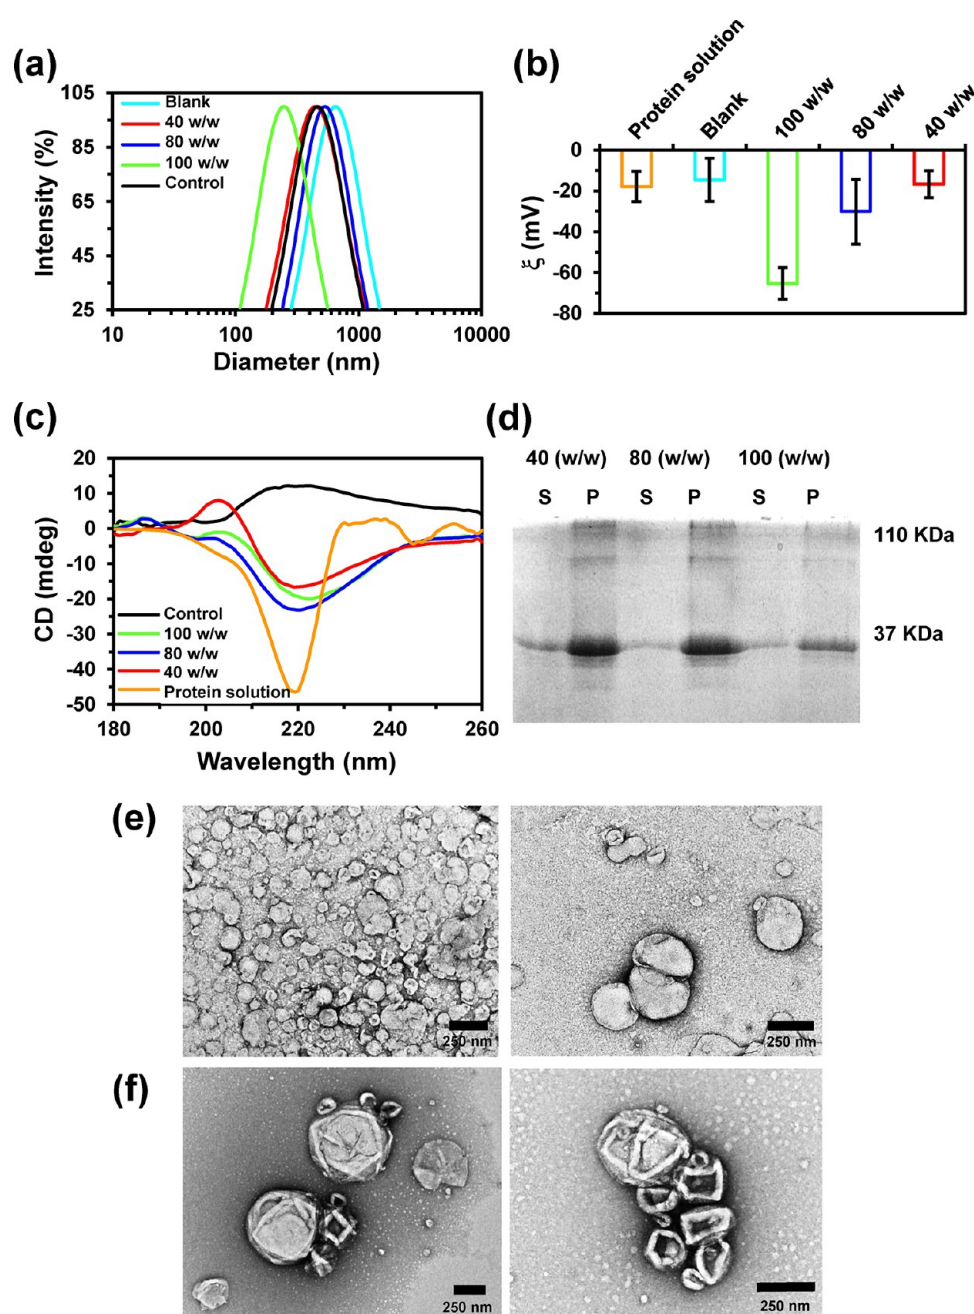 (a)
105
85
65
45
25
Intensity (%)
Blank
40 w/w
80 w/w
100 w/w
Control
10
100
1000
10000
Diameter (nm)
(b)
Protein solution
Blank
100 w/w
80 w/w
40 w/w
0
-20
-40
-60
-80
ξ (mV)
(c)
20
10
0
-10
-20
-30
-40
-50
CD (mdeg)
Control
100 w/w
80 w/w
40 w/w
Protein solution
180
200
220
240
260
Wavelength (nm)
(d)
40 (w/w) 80 (w/w) 100 (w/w)
S P S P S P
110 KDa
37 KDa
(e)
250 nm
250 nm
(f)
250 nm
250 nm